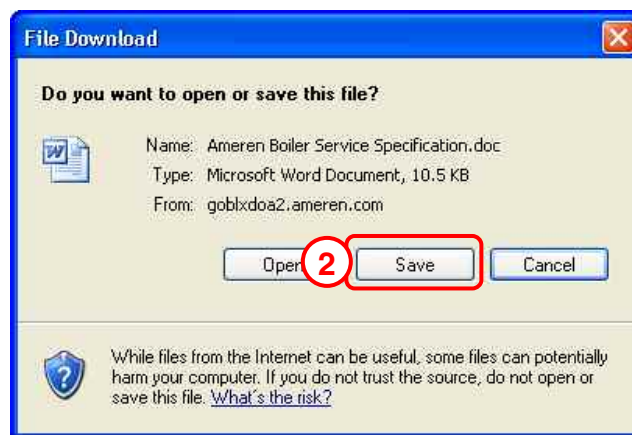 File Download
Do you want to open or save this file?
Name: Ameren Boiler Service Specification.doc
Type: Microsoft Word Document, 10.5 KB
From: goblxdoa2.ameren.com
Open 2 Save Cancel
While files from the Internet can be useful, some files can potentially
harm your computer. If you do not trust the source, do not open or
save this file. What's the risk?